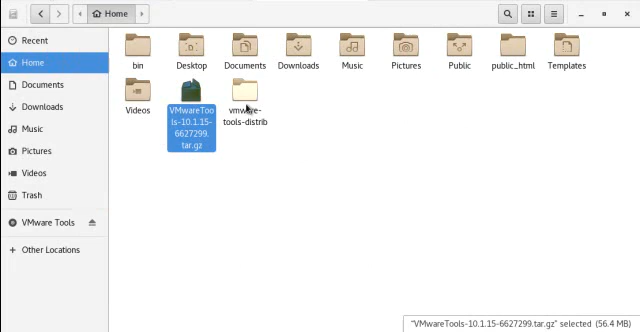 Home
Recent
Home
Documents
Downloads
Music
Pictures
Videos
Trash
VMware Tools
Other Locations
bin
Desktop
Documents
Downloads
Music
Pictures
Public
public_html
Templates
Videos
VMwareToo
ls-10.1.15-
6627299.
tar.gz
vmware-
tools-distrib
"VMwareTools-10.1.15-6627299.tar.gz" selected (56.4 MB)